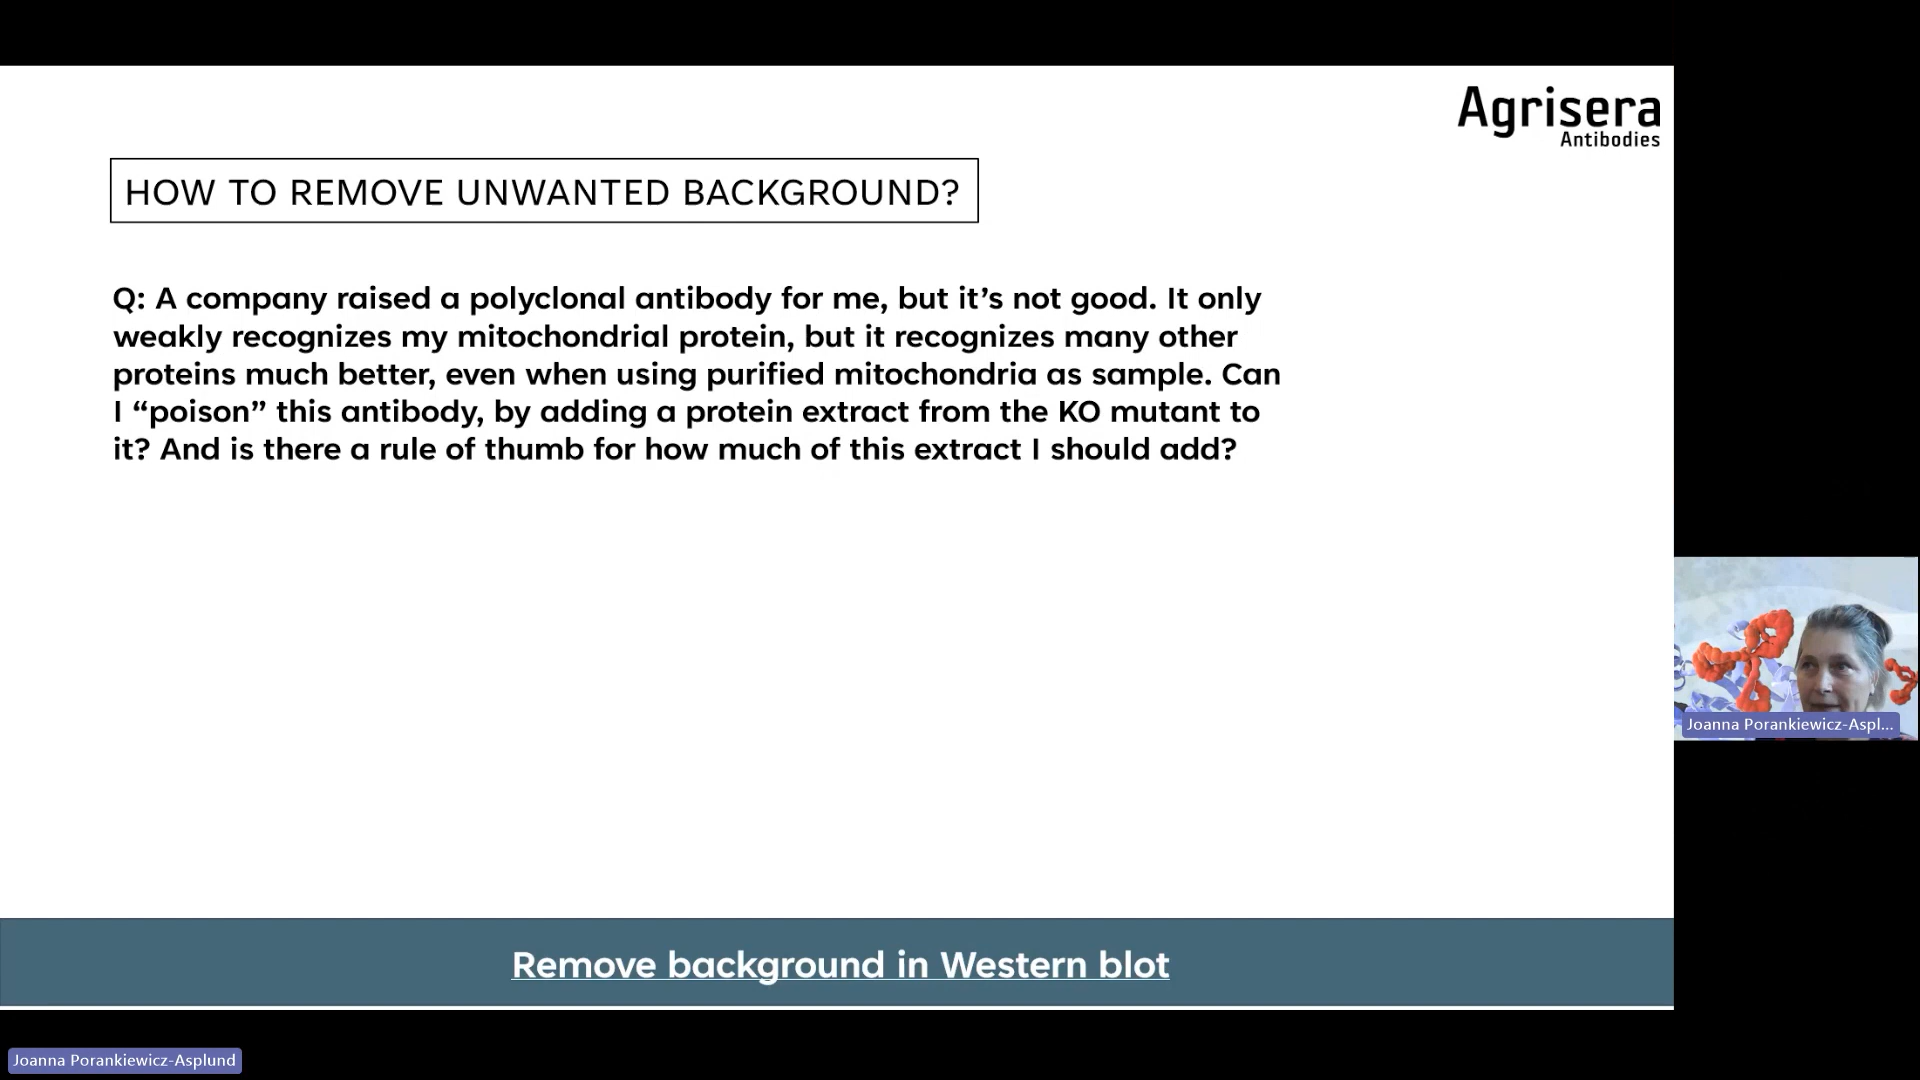 Agrisera
Antibodies
HOW TO REMOVE UNWANTED BACKGROUND?
Q: A company raised a polyclonal antibody for me, but it’s not good. It only
weakly recognizes my mitochondrial protein, but it recognizes many other
proteins much better, even when using purified mitochondria as sample. Can
I “poison” this antibody, by adding a protein extract from the KO mutant to
it? And is there a rule of thumb for how much of this extract I should add?
Joanna Porankiewicz-Aspl...
Remove background in Western blot
Joanna Porankiewicz-Asplund